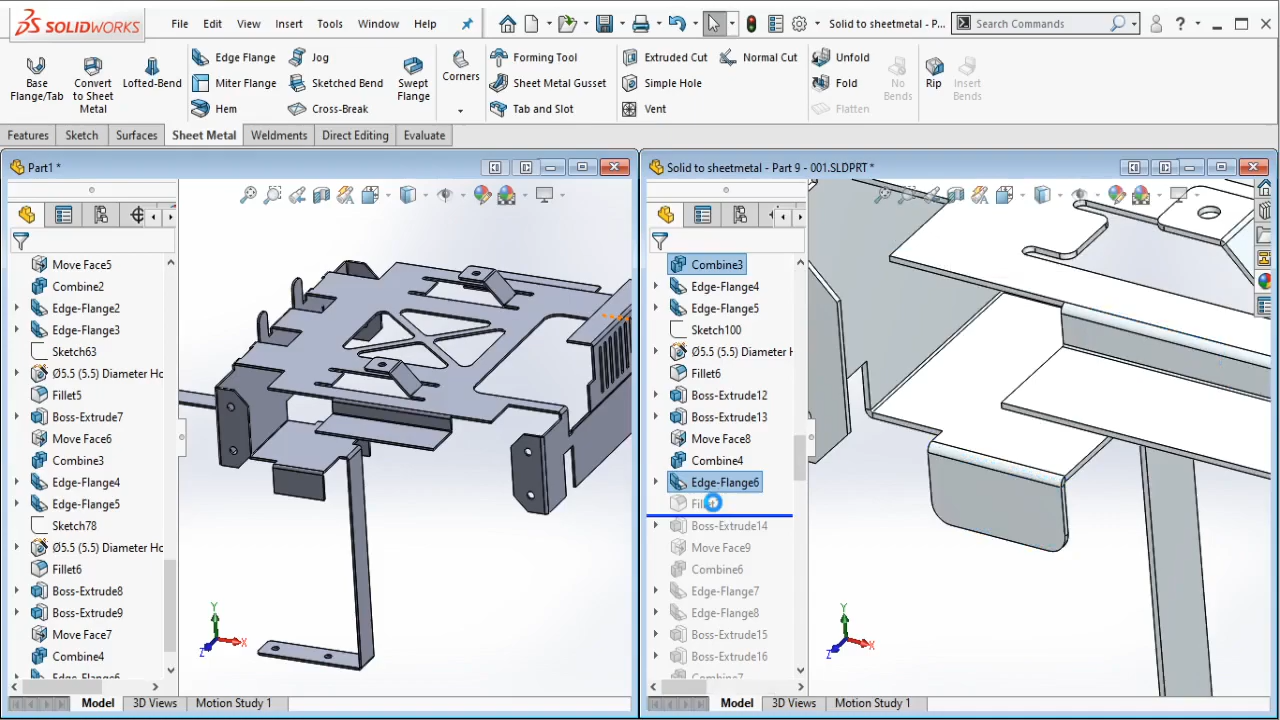 SOLIDWORKS File Edit View Insert Tools Window Help Solid to sheetmetal - P... Search Commands ?
Base Flange/Tab
Convert to Sheet Metal
Lofted-Bend
Edge Flange
Miter Flange
Hem
Jog
Sketched Bend
Cross-Break
Swept Flange
Corners
Forming Tool
Sheet Metal Gusset
Tab and Slot
Extruded Cut
Simple Hole
Vent
Normal Cut
Unfold
Fold
Flatten
No Bends
Rip
Insert Bends
Features Sketch Surfaces Sheet Metal Weldments Direct Editing Evaluate
Part1 *
Move Face5
Combine2
Edge-Flange2
Edge-Flange3
Sketch63
Ø5.5 (5.5) Diameter Ho
Fillet5
Boss-Extrude7
Move Face6
Combine3
Edge-Flange4
Edge-Flange5
Sketch78
Ø5.5 (5.5) Diameter Ho
Fillet6
Boss-Extrude8
Boss-Extrude9
Move Face7
Combine4
Y
X
Z
Model 3D Views Motion Study 1
Solid to sheetmetal - Part 9 - 001.SLDPRT *
Combine3
Edge-Flange4
Edge-Flange5
Sketch100
Ø5.5 (5.5) Diameter H
Fillet6
Boss-Extrude12
Boss-Extrude13
Move Face8
Combine4
Edge-Flange6
Boss-Extrude14
Move Face9
Combine6
Edge-Flange7
Edge-Flange8
Boss-Extrude15
Boss-Extrude16
Combine7
Y
X
Z
Model 3D Views Motion Study 1